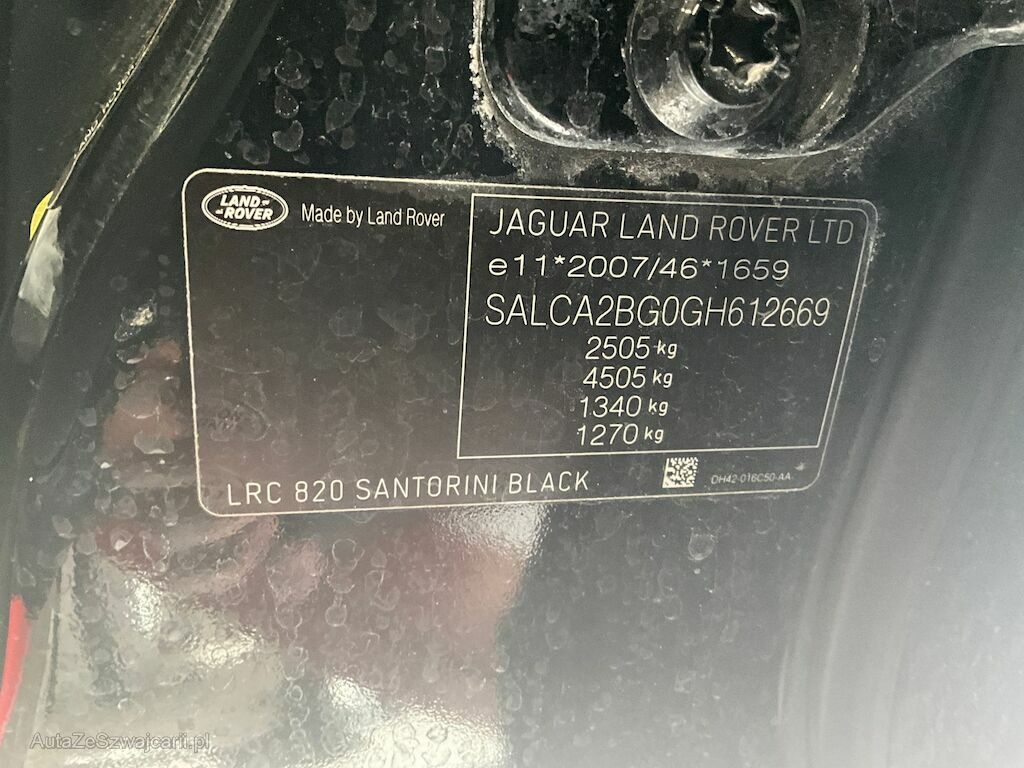 LAND-
-ROVER
Made by Land Rover
JAGUAR LAND ROVER LTD
e11*2007/46*1659
SALCA2BG0GH612669
2505 kg
4505 kg
1340 kg
1270 kg
LRC 820 SANTORINI BLACK
DH42-016C50-AA
AutaZeSzwajcarii.pl